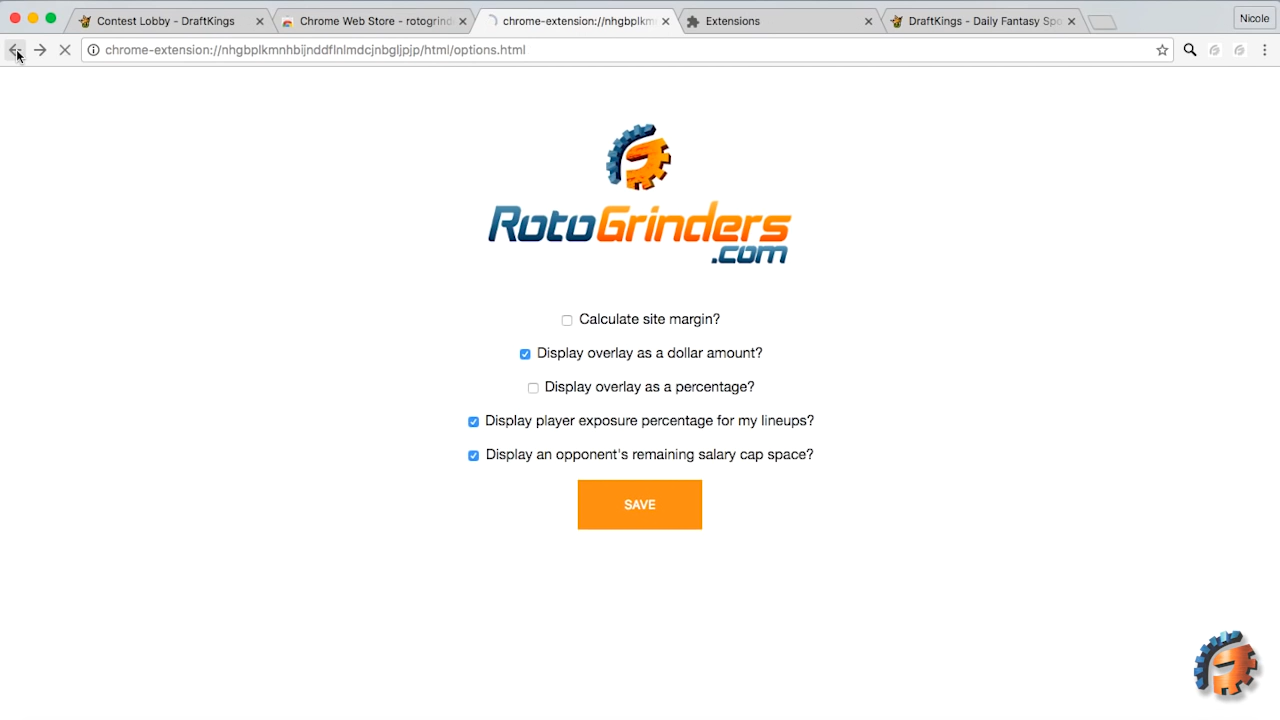 Contest Lobby - DraftKings
Chrome Web Store - rotogrind
chrome-extension://nhgbplkm
Extensions
DraftKings - Daily Fantasy Spo
Nicole
chrome-extension://nhgbplkmnhbijnddflnlmdcjnbgljpjp/html/options.html
RotoGrinders
.com
Calculate site margin?
Display overlay as a dollar amount?
Display overlay as a percentage?
Display player exposure percentage for my lineups?
Display an opponent's remaining salary cap space?
SAVE